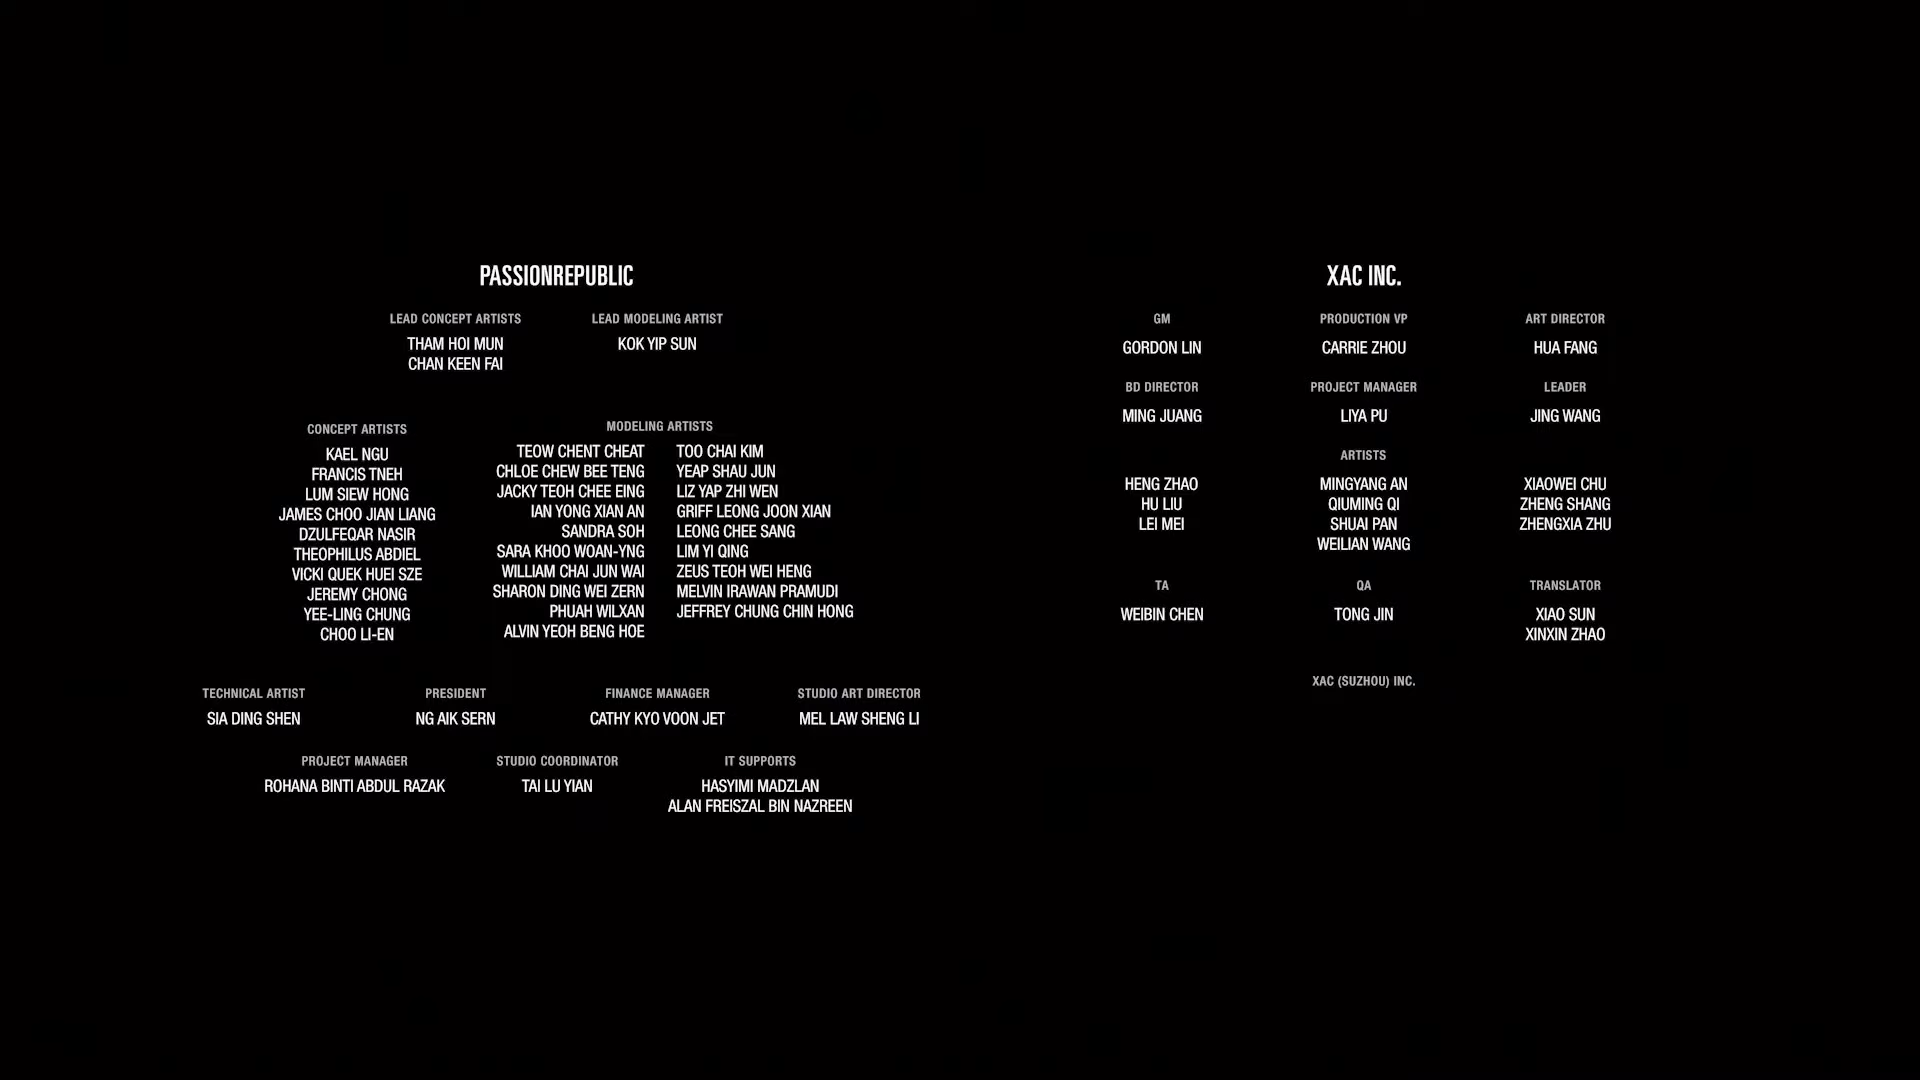 PASSIONREPUBLIC
LEAD CONCEPT ARTISTS
THAM HOI MUN
CHAN KEEN FAI
LEAD MODELING ARTIST
KOK YIP SUN
CONCEPT ARTISTS
KAEL NGU
FRANCIS TNEH
LUM SIEW HONG
JAMES CHOO JIAN LIANG
DZULFEQAR NASIR
THEOPHILUS ABDIEL
VICKI QUEK HUEI SZE
JEREMY CHONG
YEE-LING CHUNG
CHOO LI-EN
MODELING ARTISTS
TEOW CHENT CHEAT
CHLOE CHEW BEE TENG
JACKY TEOH CHEE EING
IAN YONG XIAN AN
SANDRA SOH
SARA KHOO WOAN-YNG
WILLIAM CHAI JUN WAI
SHARON DING WEI ZERN
PHUAH WILXAN
ALVIN YEOH BENG HOE
TOO CHAI KIM
YEAP SHAU JUN
LIZ YAP ZHI WEN
GRIFF LEONG JOON XIAN
LEONG CHEE SANG
LIM YI QING
ZEUS TEOH WEI HENG
MELVIN IRAWAN PRAMUDI
JEFFREY CHUNG CHIN HONG
TECHNICAL ARTIST
SIA DING SHEN
PRESIDENT
NG AIK SERN
FINANCE MANAGER
CATHY KYO VOON JET
STUDIO ART DIRECTOR
MEL LAW SHENG LI
PROJECT MANAGER
ROHANA BINTI ABDUL RAZAK
STUDIO COORDINATOR
TAI LU YIAN
IT SUPPORTS
HASYIMI MADZLAN
ALAN FREISZAL BIN NAZREEN
XAC INC.
GM
GORDON LIN
PRODUCTION VP
CARRIE ZHOU
ART DIRECTOR
HUA FANG
BD DIRECTOR
MING JUANG
PROJECT MANAGER
LIYA PU
LEADER
JING WANG
ARTISTS
HENG ZHAO
HU LIU
LEI MEI
MINGYANG AN
QIUMING QI
SHUAI PAN
WEILIAN WANG
XIAOWEI CHU
ZHENG SHANG
ZHENGXIA ZHU
TA
WEIBIN CHEN
QA
TONG JIN
TRANSLATOR
XIAO SUN
XINXIN ZHAO
XAC (SUZHOU) INC.